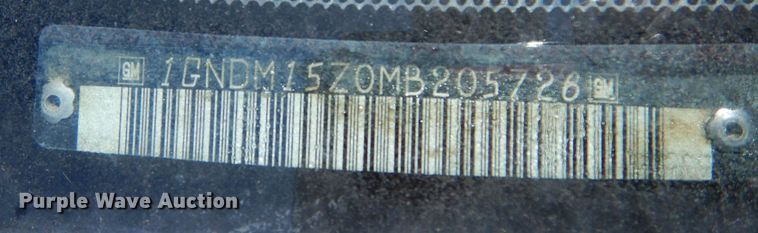 GM 1GNDM15Z0MB205726 GM
Purple Wave Auction